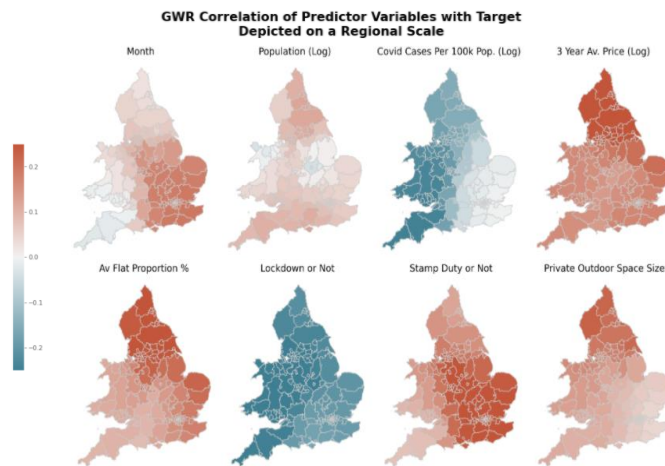 GWR Correlation of Predictor Variables with Target
Depicted on a Regional Scale
Month
Population (Log)
Covid Cases Per 100k Pop. (Log)
3 Year Av. Price (Log)
0.2
0.1
0.0
−0.1
−0.2
Av Flat Proportion %
Lockdown or Not
Stamp Duty or Not
Private Outdoor Space Size